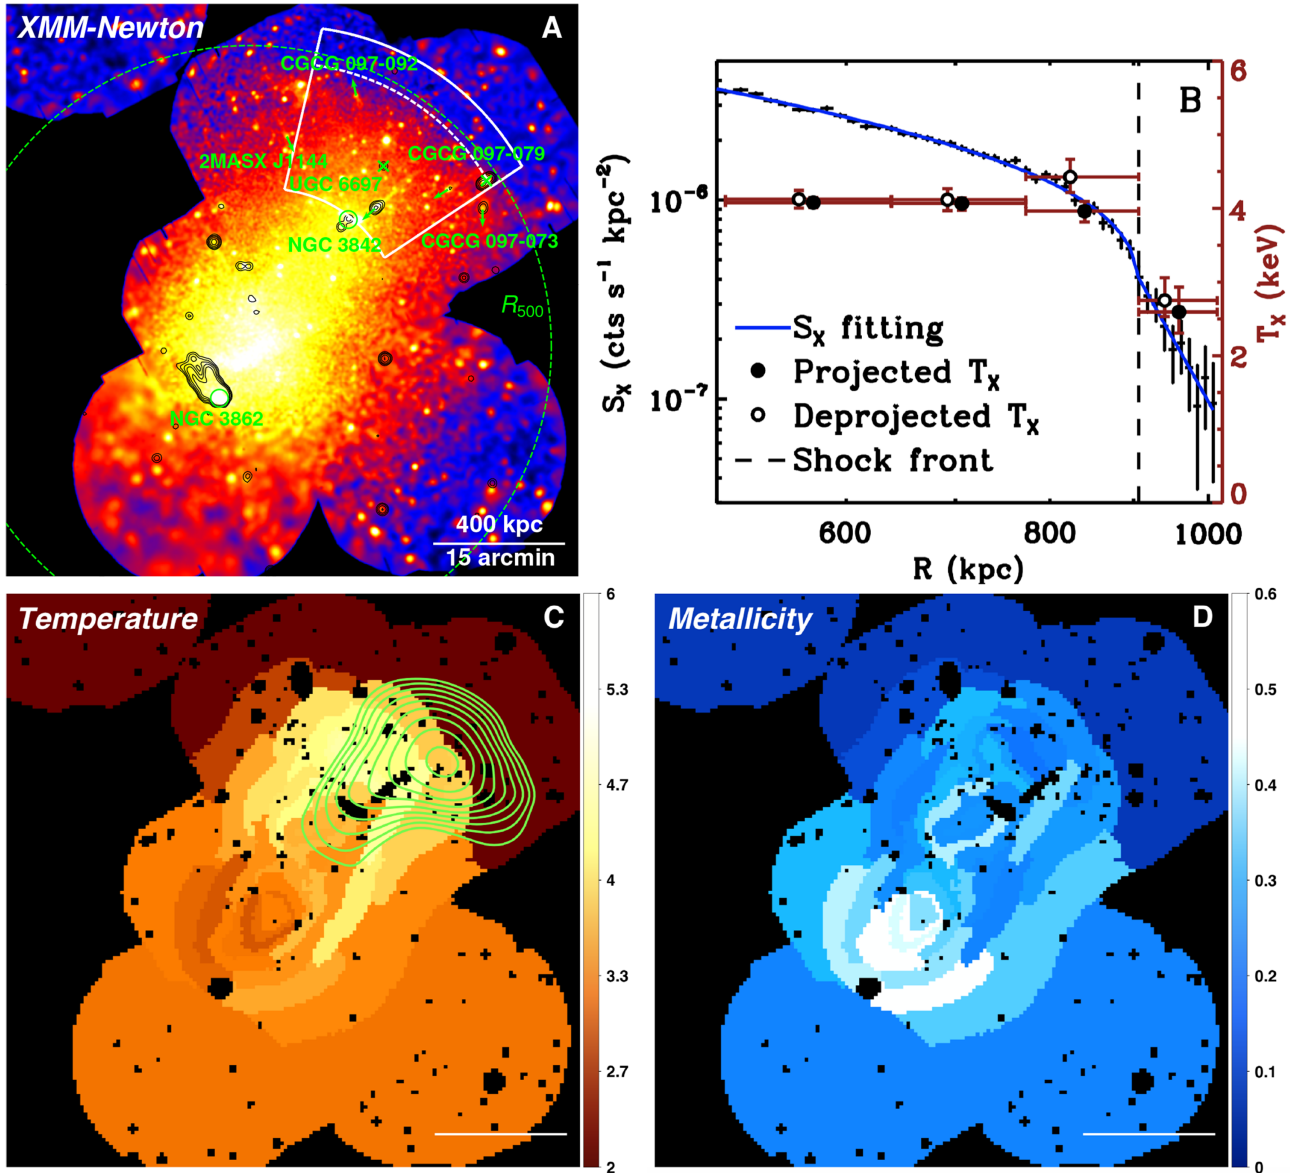 XMM-Newton
A
CGCG 097-092
2MASX J1144
CGCG 097-079
UGC 6697
NGC 3842
CGCG 097-073
R500
NGC 3862
400 kpc
15 arcmin
B
SX (cts s−1 kpc−2)
10−6
10−7
SX fitting
Projected TX
Deprojected TX
Shock front
600
800
1000
R (kpc)
6
4
2
0
TX (keV)
Temperature
C
6
5.3
4.7
4
3.3
2.7
2
Metallicity
D
0.6
0.5
0.4
0.3
0.2
0.1
0